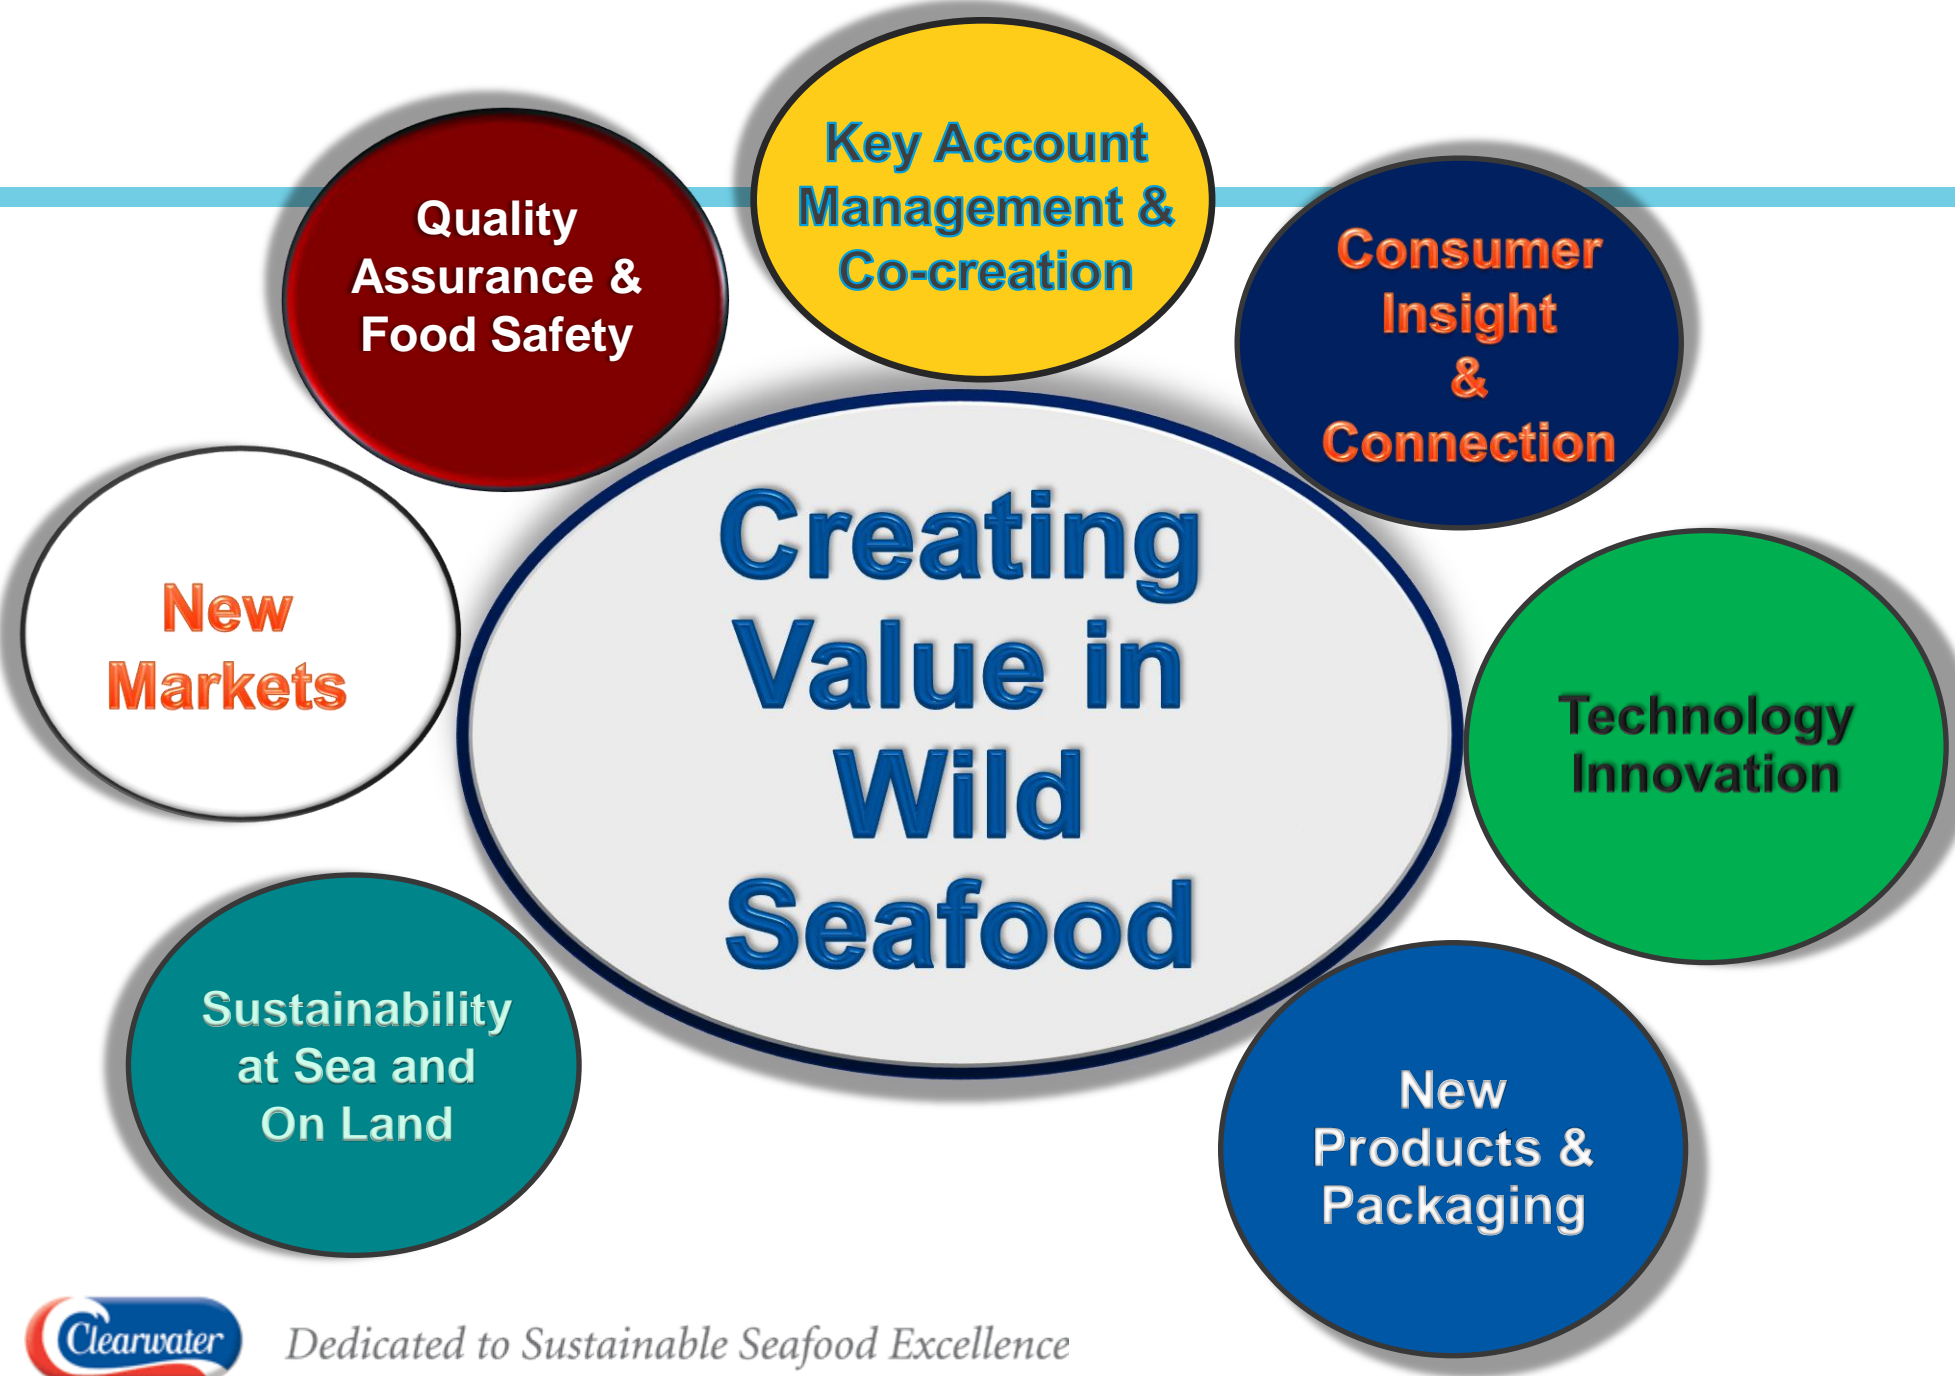 Key Account
Management &
Co-creation
Quality
Assurance &
Food Safety
Consumer
Insight
&
Connection
New
Markets
Creating
Value in
Wild
Seafood
Technology
Innovation
Sustainability
at Sea and
On Land
New
Products &
Packaging
Clearwater
Dedicated to Sustainable Seafood Excellence